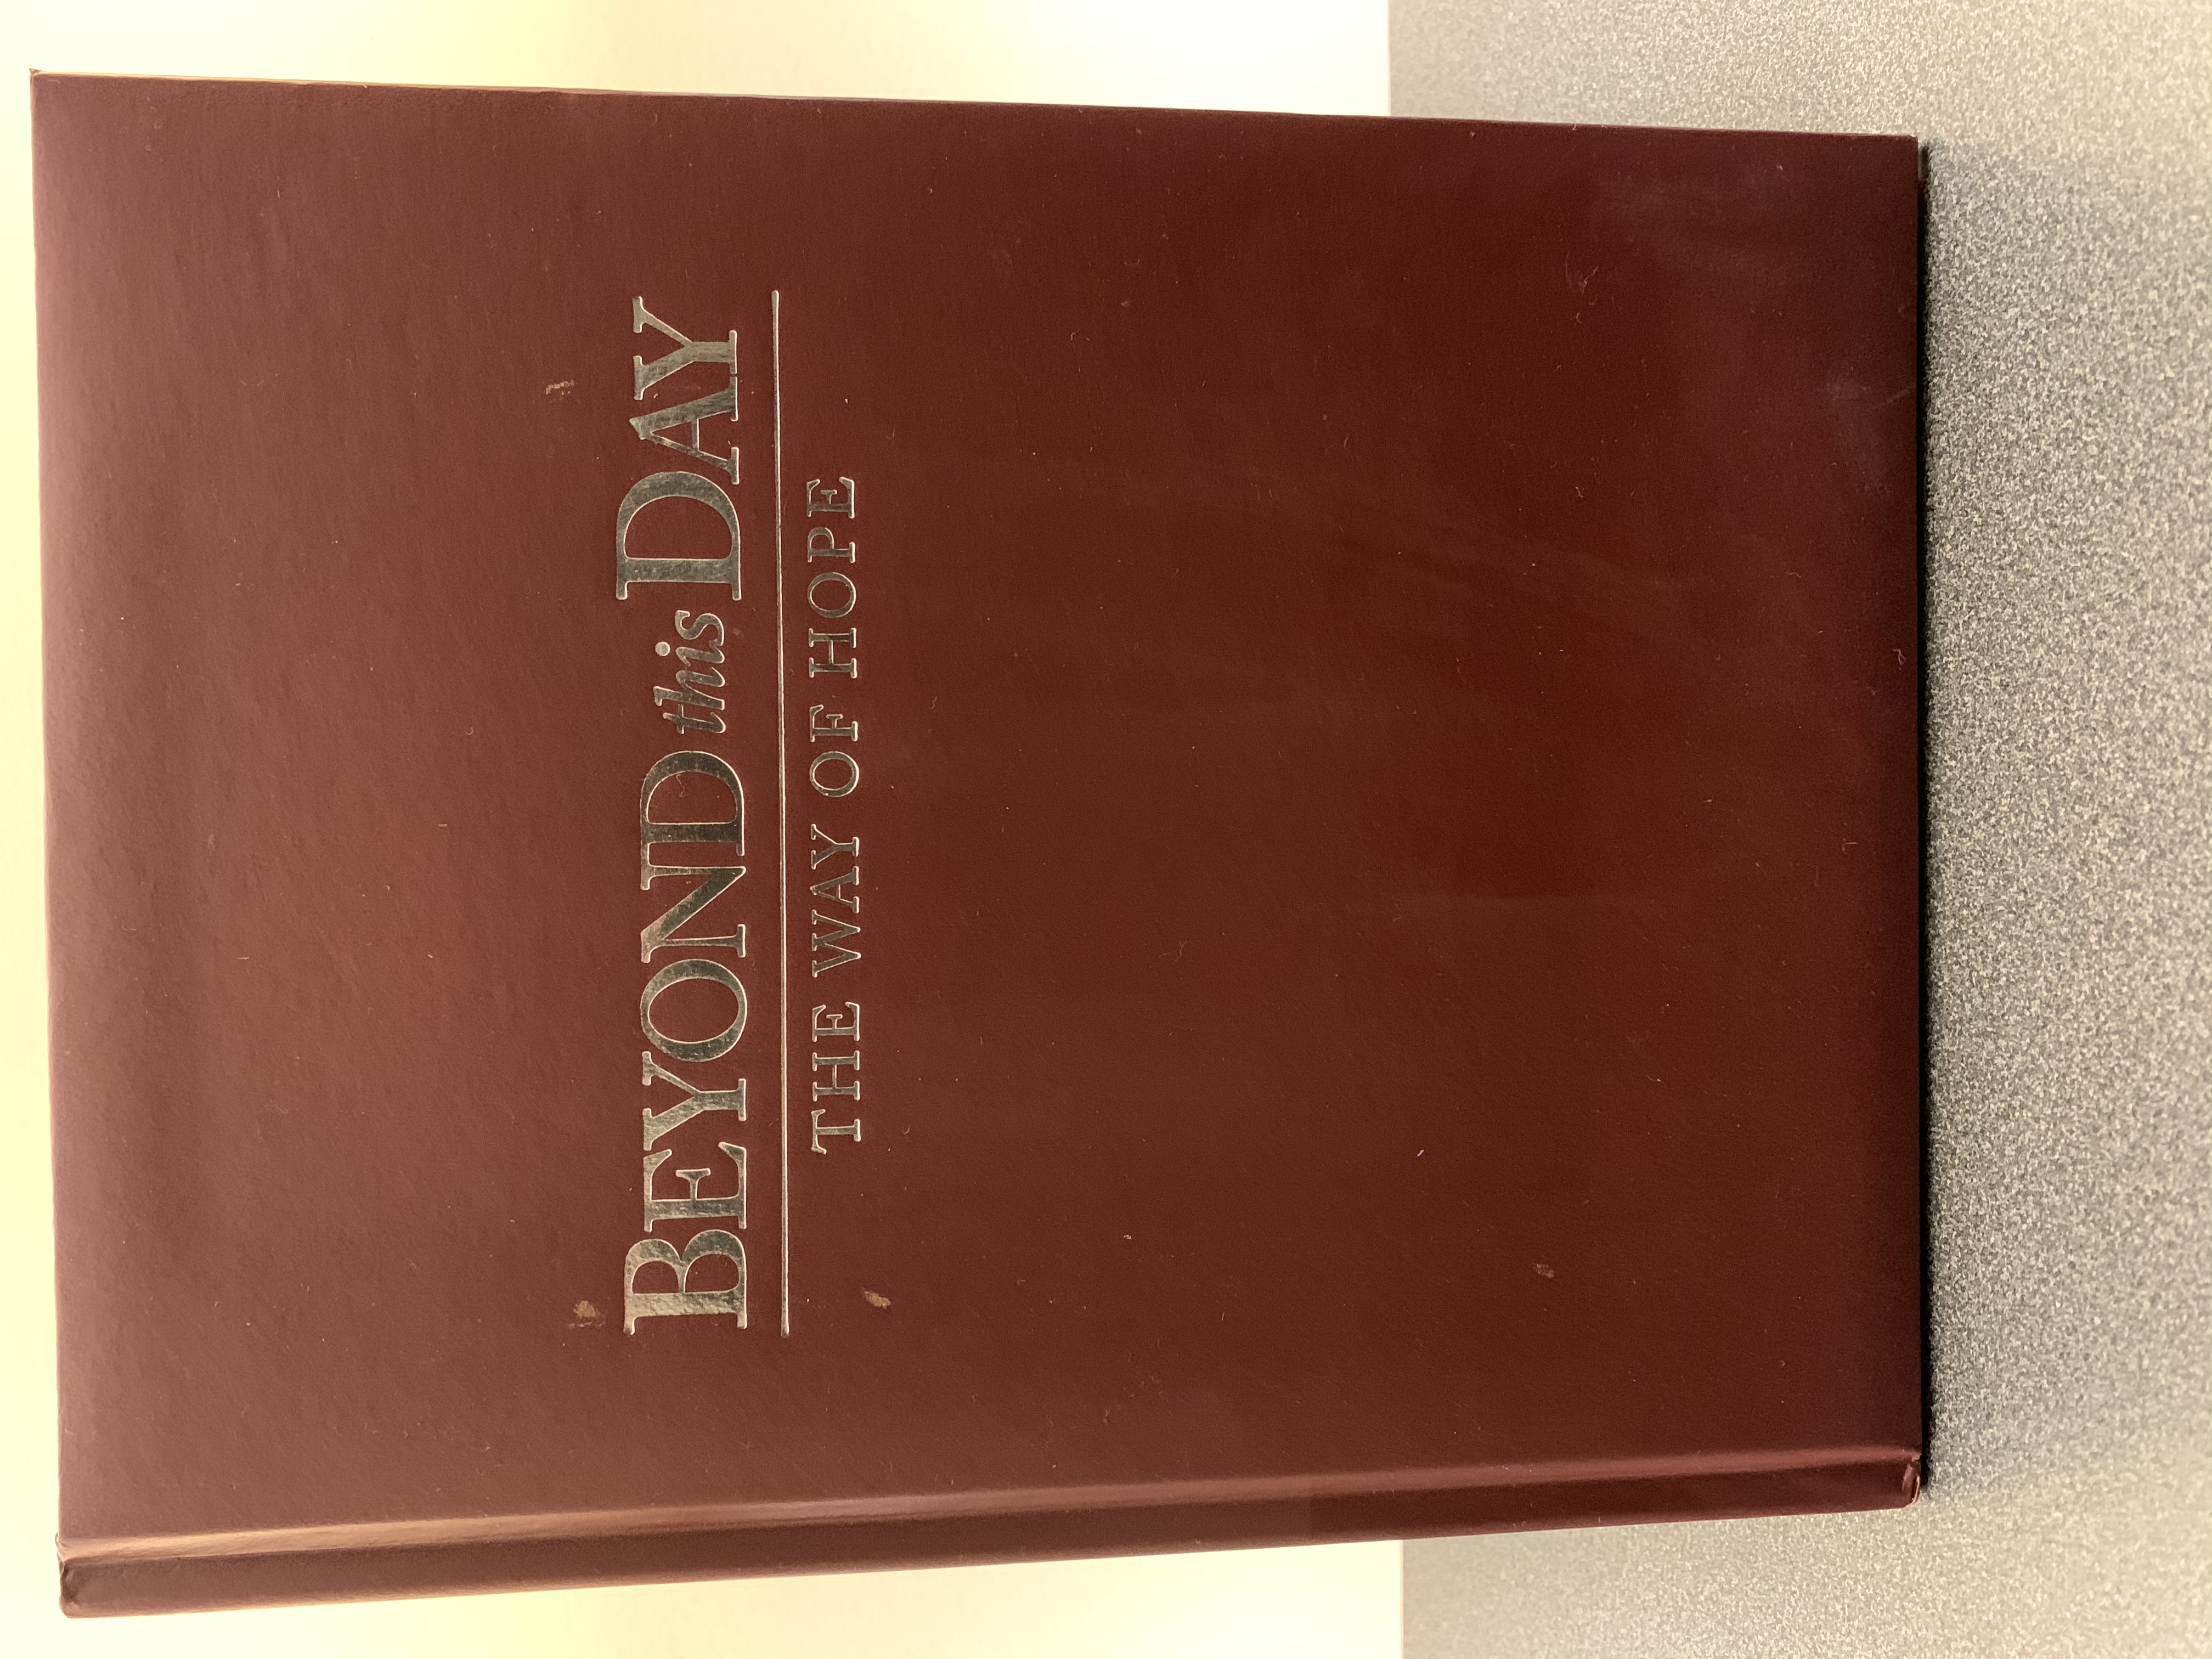 BEYOND this DAY
THE WAY OF HOPE